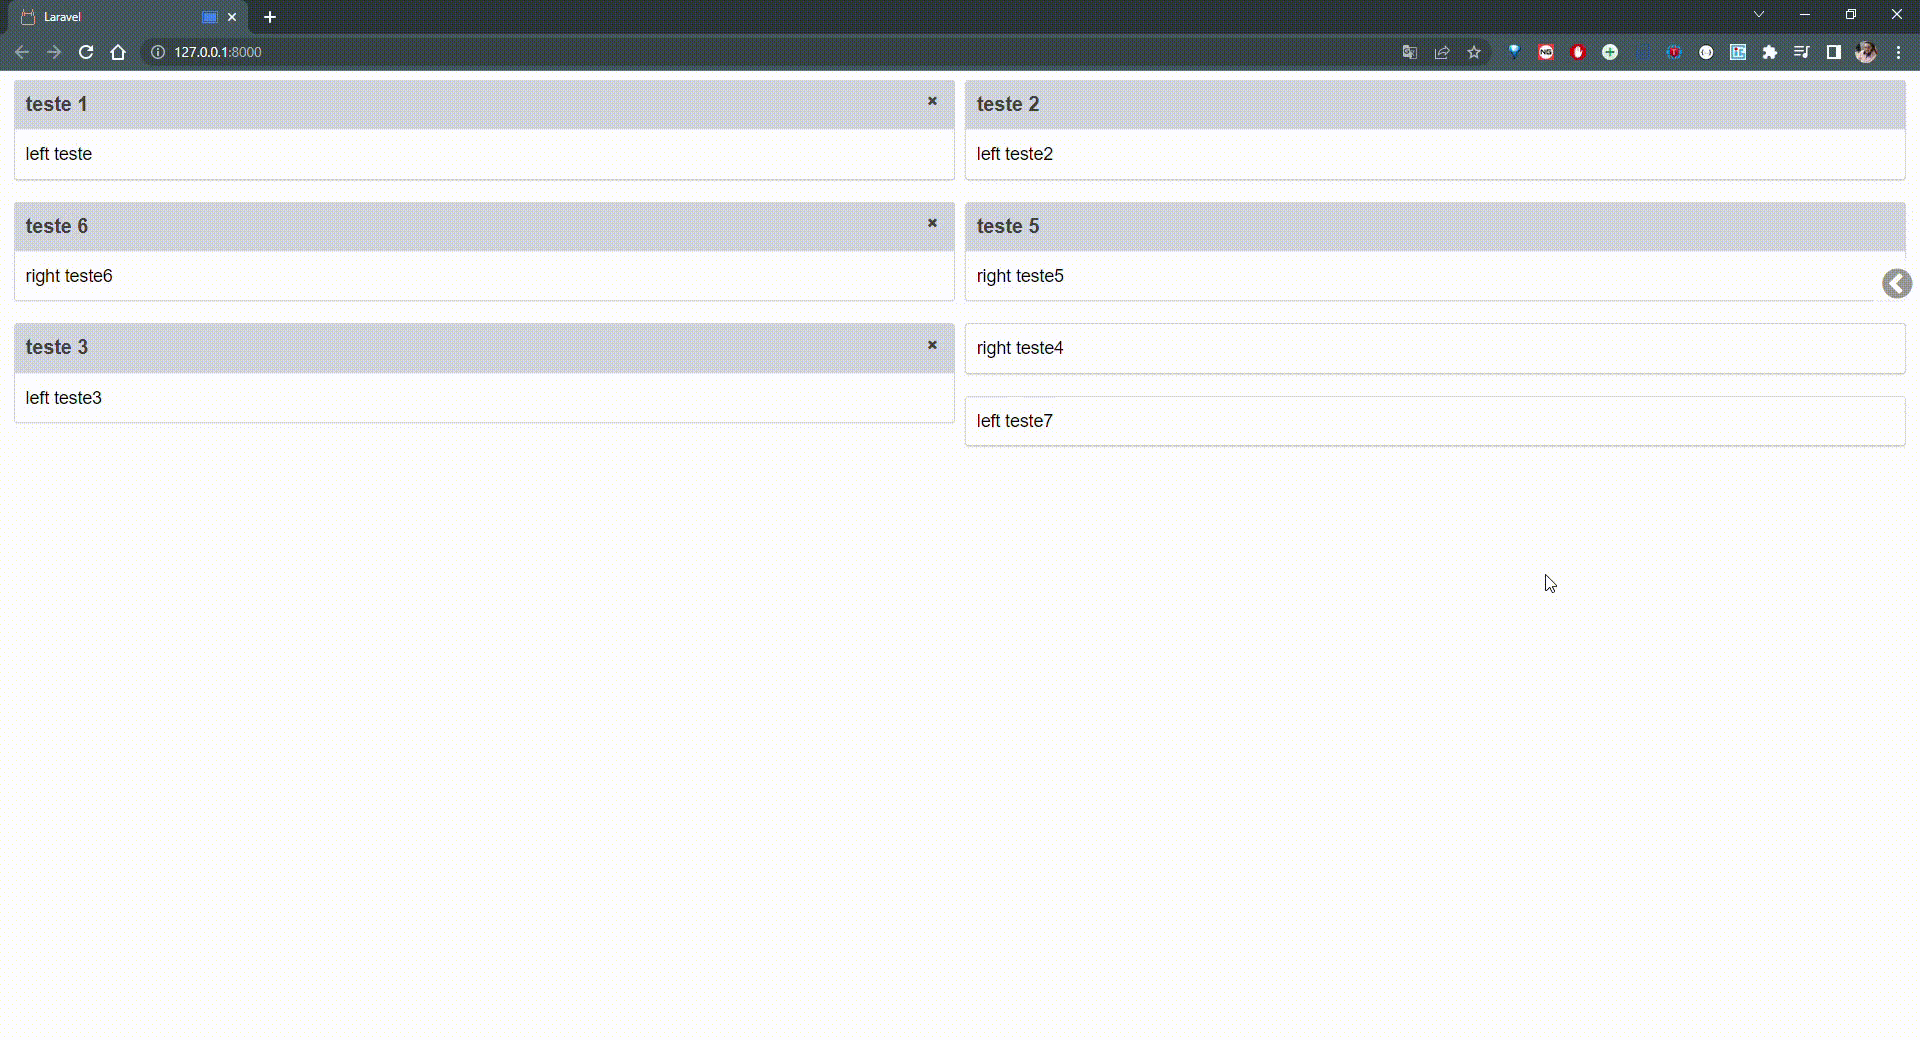 Laravel
127.0.0.1:8000
teste 1
left teste
teste 6
right teste6
teste 3
left teste3
teste 2
left teste2
teste 5
right teste5
right teste4
left teste7